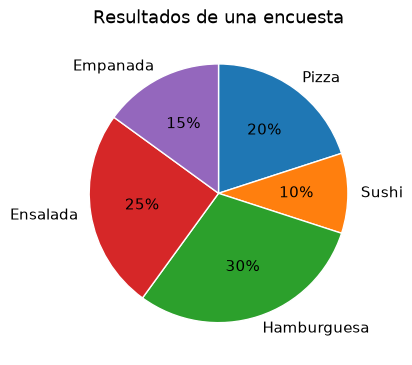 Resultados de una encuesta
Empanada
Pizza
15%
20%
Sushi
10%
Ensalada
25%
30%
Hamburguesa